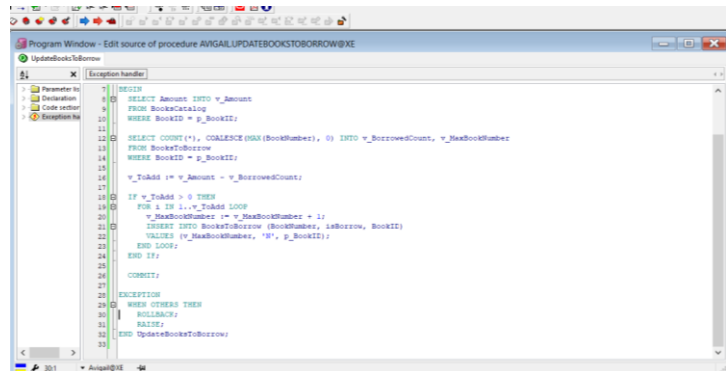 Program Window - Edit source of procedure AVIGAIL.UPDATEBOOKSTOBORROW@XE
UpdateBooksToBorrow
Exception handler
Parameter lis
Declaration
Code section
Exception ha
7 BEGIN
8 SELECT Amount INTO v_Amount
9 FROM BooksCatalog
10 WHERE BookID = p_BookID;
11
12 SELECT COUNT(*), COALESCE(MAX(BookNumber), 0) INTO v_BorrowedCount, v_MaxBookNumber
13 FROM BooksToBorrow
14 WHERE BookID = p_BookID;
15
16 v_ToAdd := v_Amount - v_BorrowedCount;
17
18 IF v_ToAdd > 0 THEN
19 FOR i IN 1..v_ToAdd LOOP
20 v_MaxBookNumber := v_MaxBookNumber + 1;
21 INSERT INTO BooksToBorrow (BookNumber, isBorrow, BookID)
22 VALUES (v_MaxBookNumber, 'N', p_BookID);
23 END LOOP;
24 END IF;
25
26 COMMIT;
27
28 EXCEPTION
29 WHEN OTHERS THEN
30 ROLLBACK;
31 RAISE;
32 END UpdateBooksToBorrow;
33
30:1 Avigail@XE